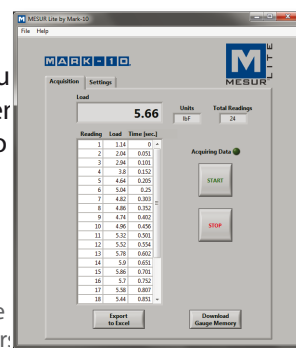 MESUR Lite by Mark-10
File Help
MARK-10
M
MESUR
LITE
Acquisition Settings
Load
5.66
Units
lbF
Total Readings
24
Reading Load Time [sec.]
1 1.14 0
2 2.04 0.051
3 2.94 0.101
4 3.8 0.152
5 4.64 0.205
6 5.04 0.25
7 4.82 0.303
8 4.86 0.352
9 4.74 0.402
10 4.96 0.456
11 5.32 0.501
12 5.52 0.554
13 5.78 0.602
14 5.9 0.651
15 5.86 0.701
16 5.7 0.752
17 5.58 0.807
18 5.44 0.851
Acquiring Data
START
STOP
Export
to Excel
Download
Gauge Memory